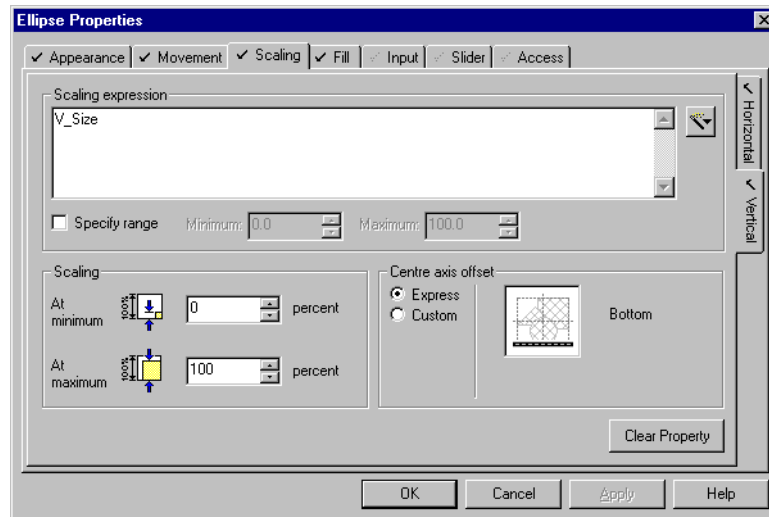 Ellipse Properties
Appearance Movement Scaling Fill Input Slider Access
Scaling expression
V_Size
Specify range Minimum: 0.0 Maximum: 100.0
Horizontal
Vertical
Scaling
At minimum 100% 0 percent
At maximum 100% 100 percent
Centre axis offset
Express
Custom
Bottom
Clear Property
OK Cancel Apply Help